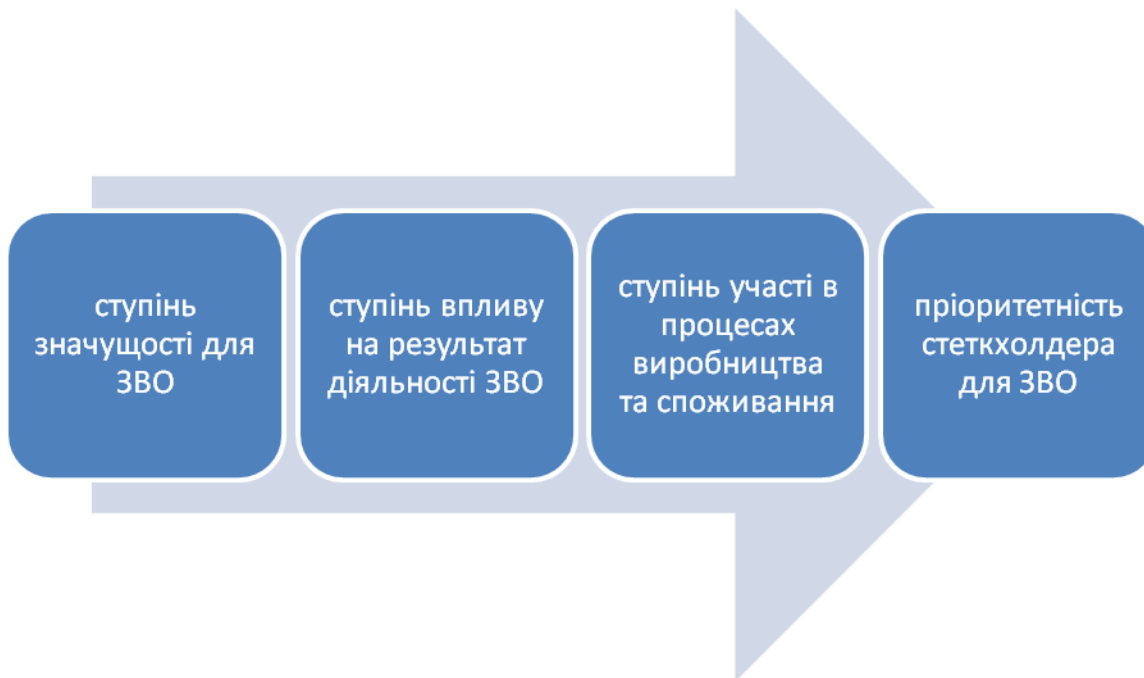 ступінь
значущості для
ЗВО
ступінь впливу
на результат
діяльності ЗВО
ступінь участі в
процесах
виробництва
та споживання
пріоритетність
стеткхолдера
для ЗВО